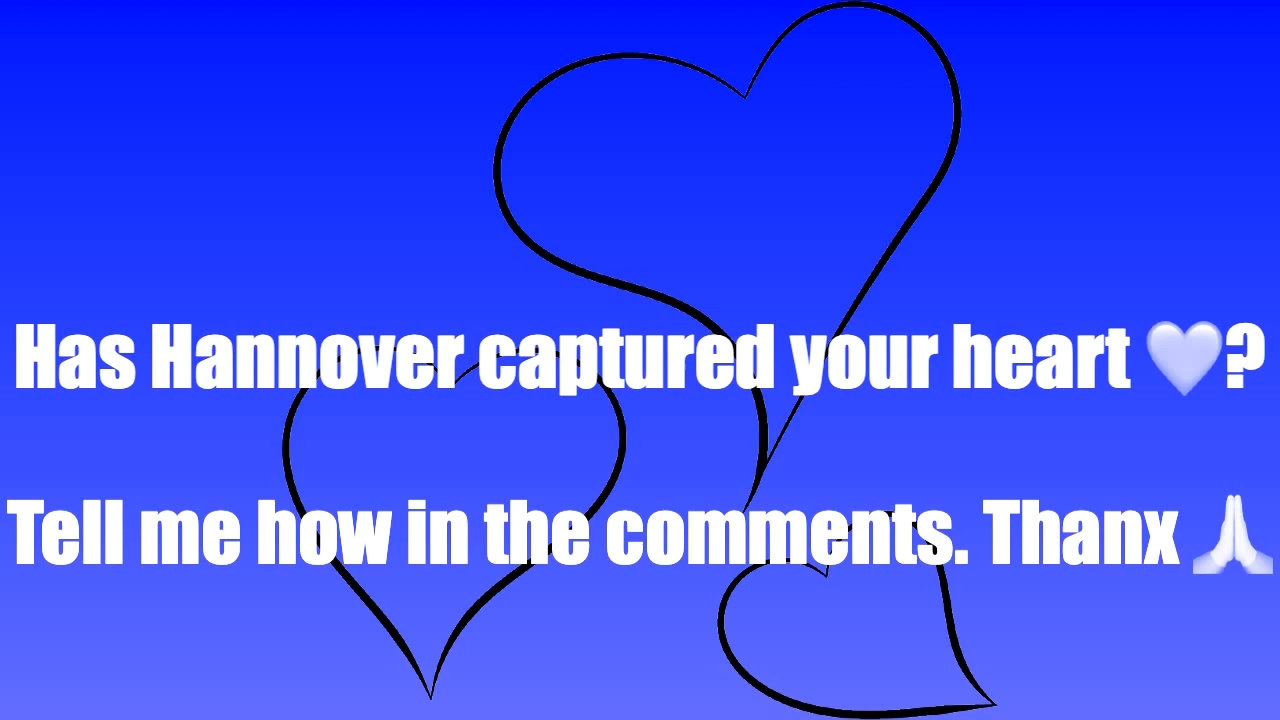 Has Hannover captured your heart 🤍?
Tell me how in the comments. Thanx 🙏